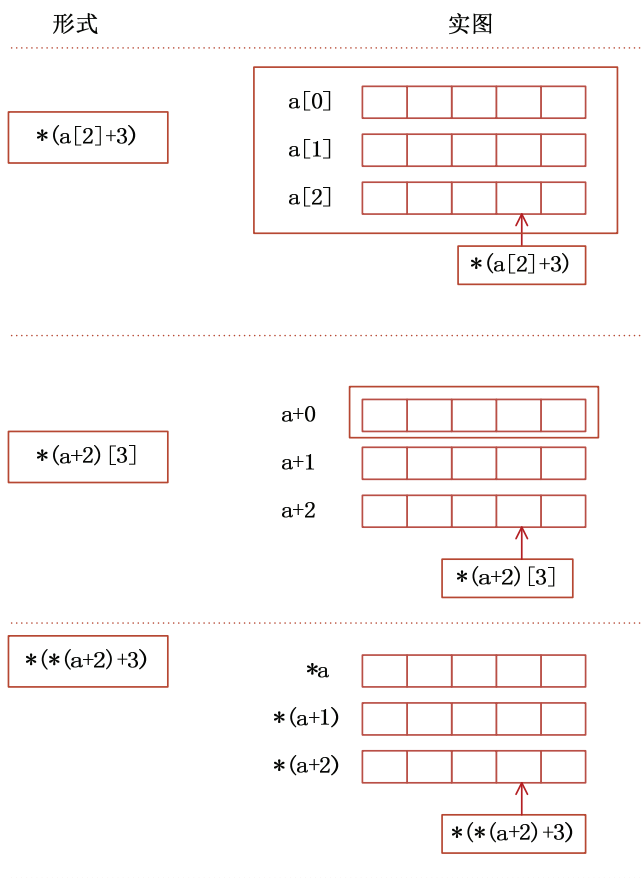 形式
实图
*(a[2]+3)
a[0]
a[1]
a[2]
*(a[2]+3)
*(a+2)[3]
a+0
a+1
a+2
*(a+2)[3]
*(*(a+2)+3)
*a
*(a+1)
*(a+2)
*(*(a+2)+3)